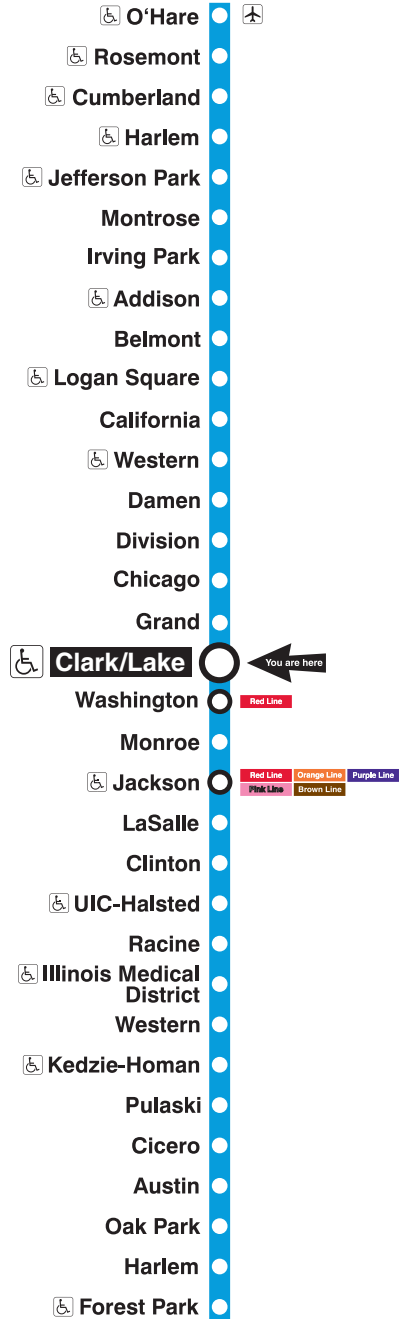 O‘Hare
Rosemont
Cumberland
Harlem
Jefferson Park
Montrose
Irving Park
Addison
Belmont
Logan Square
California
Western
Damen
Division
Chicago
Grand
Clark/Lake You are here
Washington Red Line
Monroe
Jackson Red Line Orange Line Purple Line
Pink Line Brown Line
LaSalle
Clinton
UIC-Halsted
Racine
Illinois Medical
District
Western
Kedzie-Homan
Pulaski
Cicero
Austin
Oak Park
Harlem
Forest Park